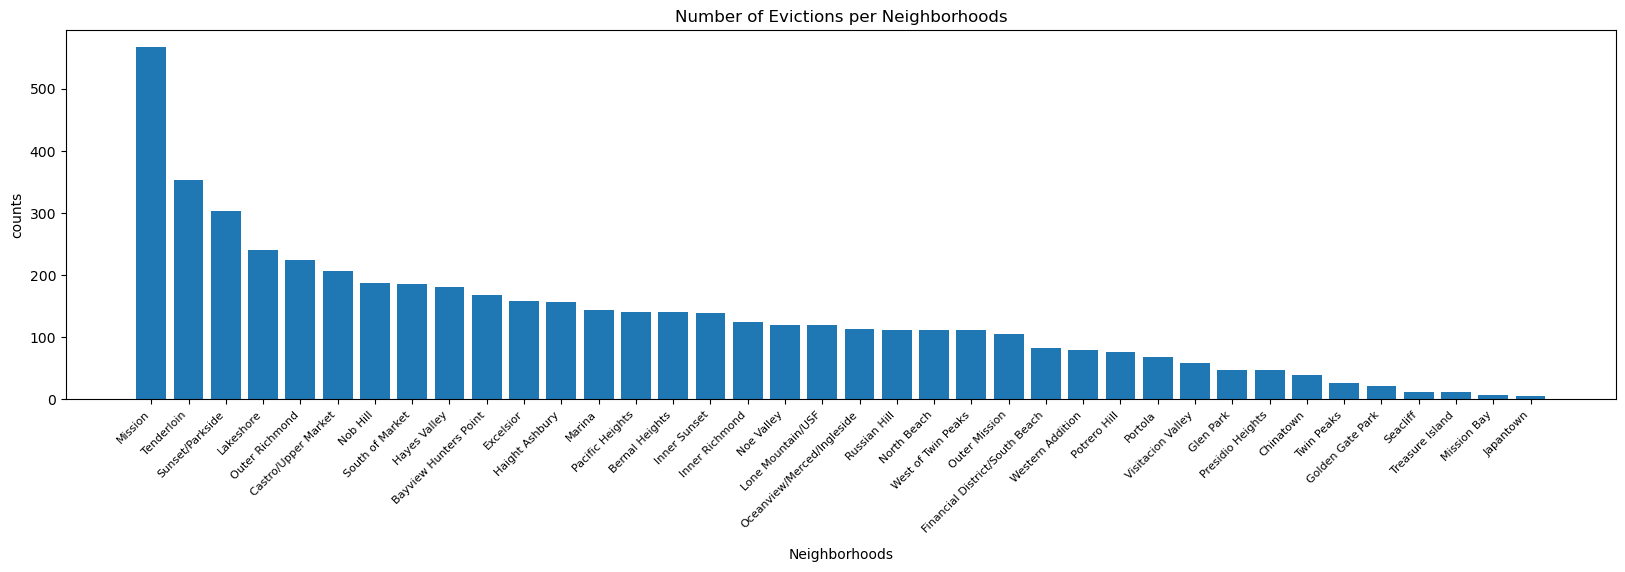 Number of Evictions per Neighborhoods
counts
500
400
300
200
100
0
Mission
Tenderloin
Sunset/Parkside
Lakeshore
Outer Richmond
Castro/Upper Market
Nob Hill
South of Market
Hayes Valley
Bayview Hunters Point
Excelsior
Haight Ashbury
Marina
Pacific Heights
Bernal Heights
Inner Sunset
Inner Richmond
Noe Valley
Lone Mountain/USF
Oceanview/Merced/Ingleside
Russian Hill
North Beach
West of Twin Peaks
Outer Mission
Financial District/South Beach
Western Addition
Potrero Hill
Portola
Visitacion Valley
Glen Park
Presidio Heights
Chinatown
Twin Peaks
Golden Gate Park
Seacliff
Treasure Island
Mission Bay
Japantown
Neighborhoods